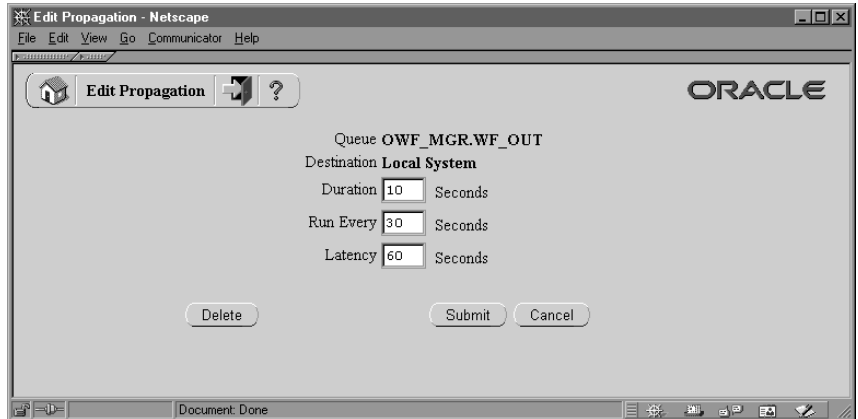 Edit Propagation - Netscape
File Edit View Go Communicator Help
Edit Propagation ? ORACLE
Queue OWF_MGR.WF_OUT
Destination Local System
Duration 10 Seconds
Run Every 30 Seconds
Latency 60 Seconds
Delete Submit Cancel
Document: Done